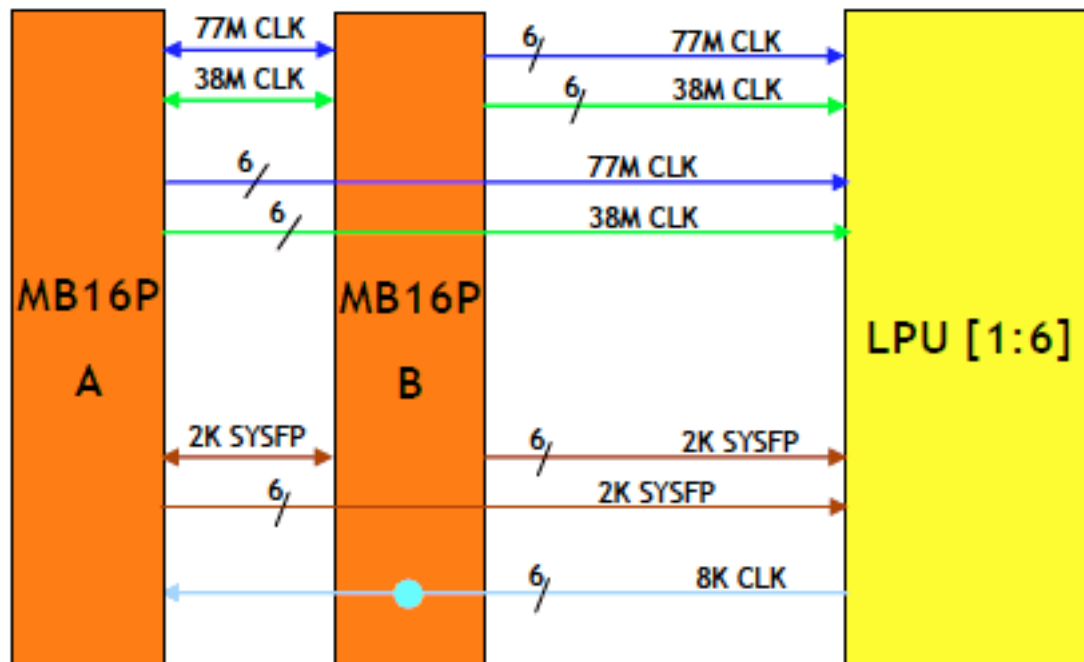 77M CLK
6 77M CLK
38M CLK
6 38M CLK
6 77M CLK
6 38M CLK
MB16P
A
MB16P
B
LPU [1:6]
2K SYSFP
6 2K SYSFP
6 2K SYSFP
6 8K CLK